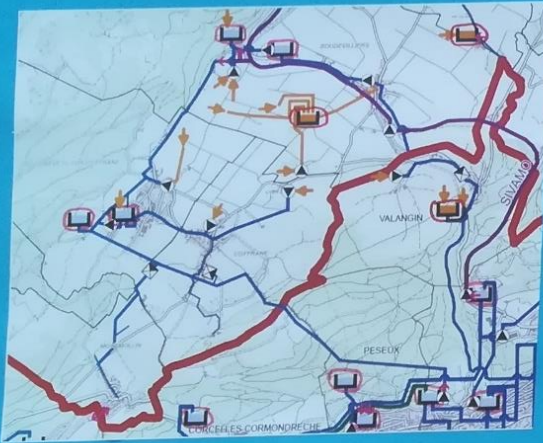 BOUDEVILLIERS
SIVAMO
VALANGIN
COFFRANE
PESEUX
CORCELLES CORMONDRECHE